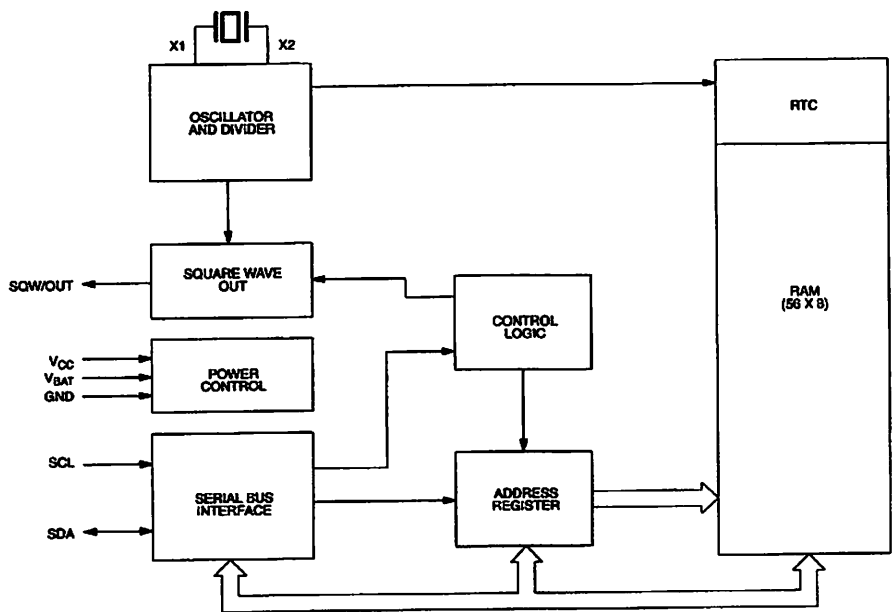 X1
X2
OSCILLATOR
AND DIVIDER
RTC
SQW/OUT
SQUARE WAVE
OUT
RAM
(56 X 8)
CONTROL
LOGIC
VCC
VBAT
GND
POWER
CONTROL
SCL
SDA
SERIAL BUS
INTERFACE
ADDRESS
REGISTER